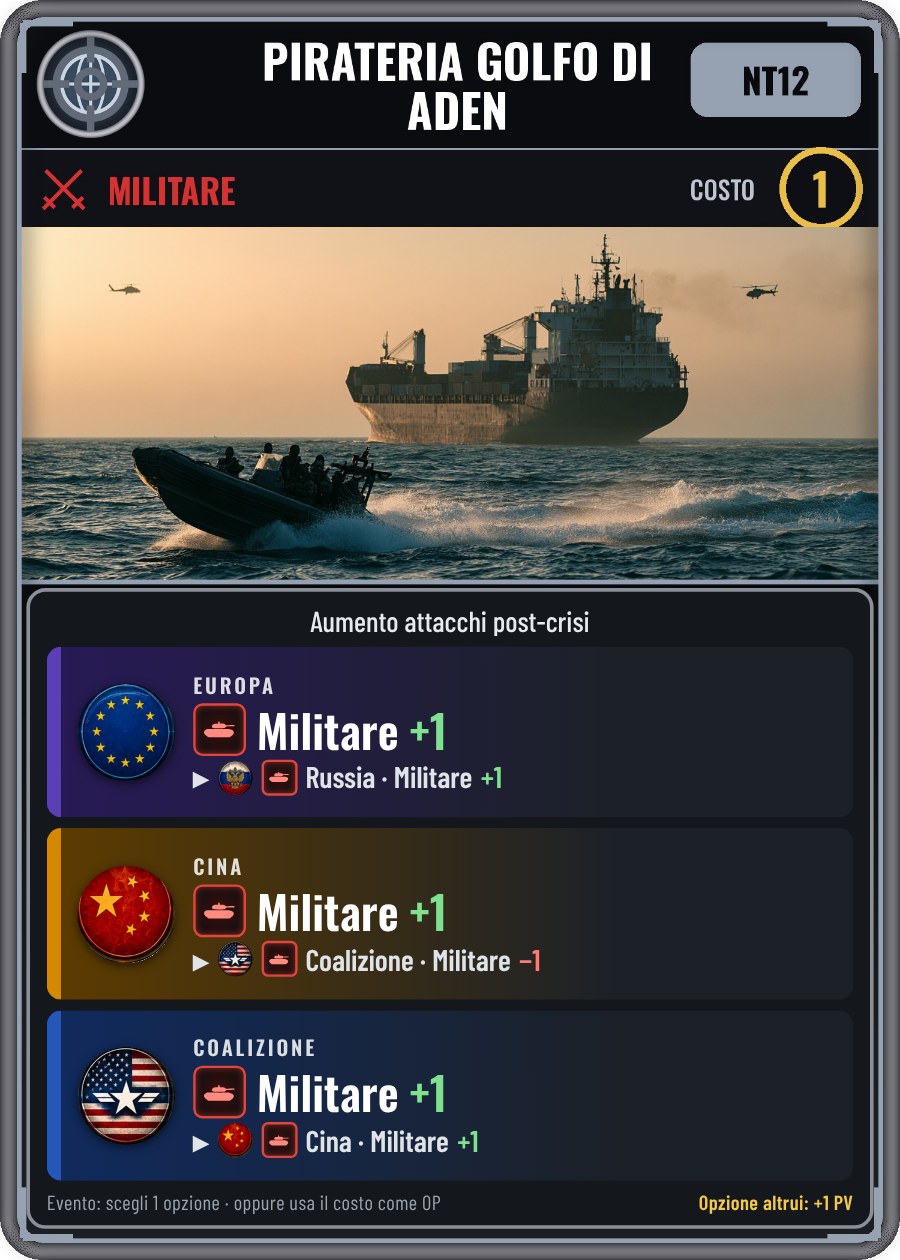 PIRATERIA GOLFO DI
ADEN
NT12
MILITARE
COSTO
1
Aumento attacchi post-crisi
EUROPA
Militare +1
▶ Russia · Militare +1
CINA
Militare +1
▶ Coalizione · Militare −1
COALIZIONE
Militare +1
▶ Cina · Militare +1
Evento: scegli 1 opzione · oppure usa il costo come OP
Opzione altrui: +1 PV